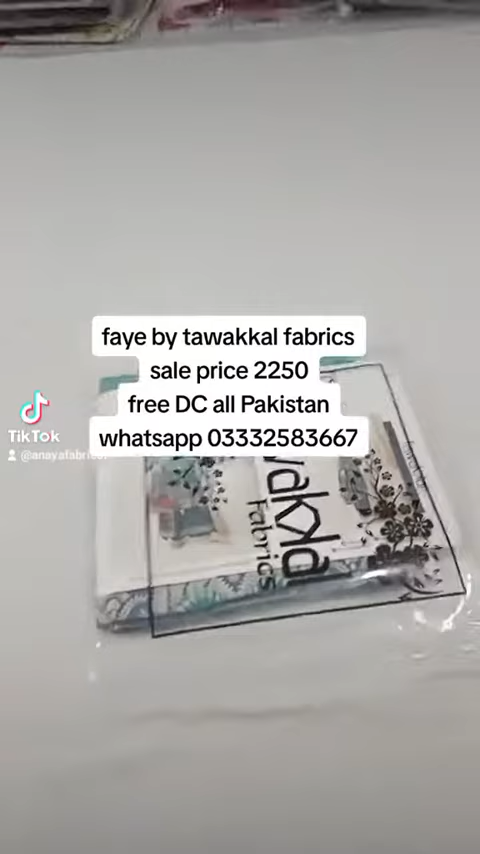 faye by tawakkal fabrics
sale price 2250
free DC all Pakistan
whatsapp 03332583667
TikTok
Fabrics